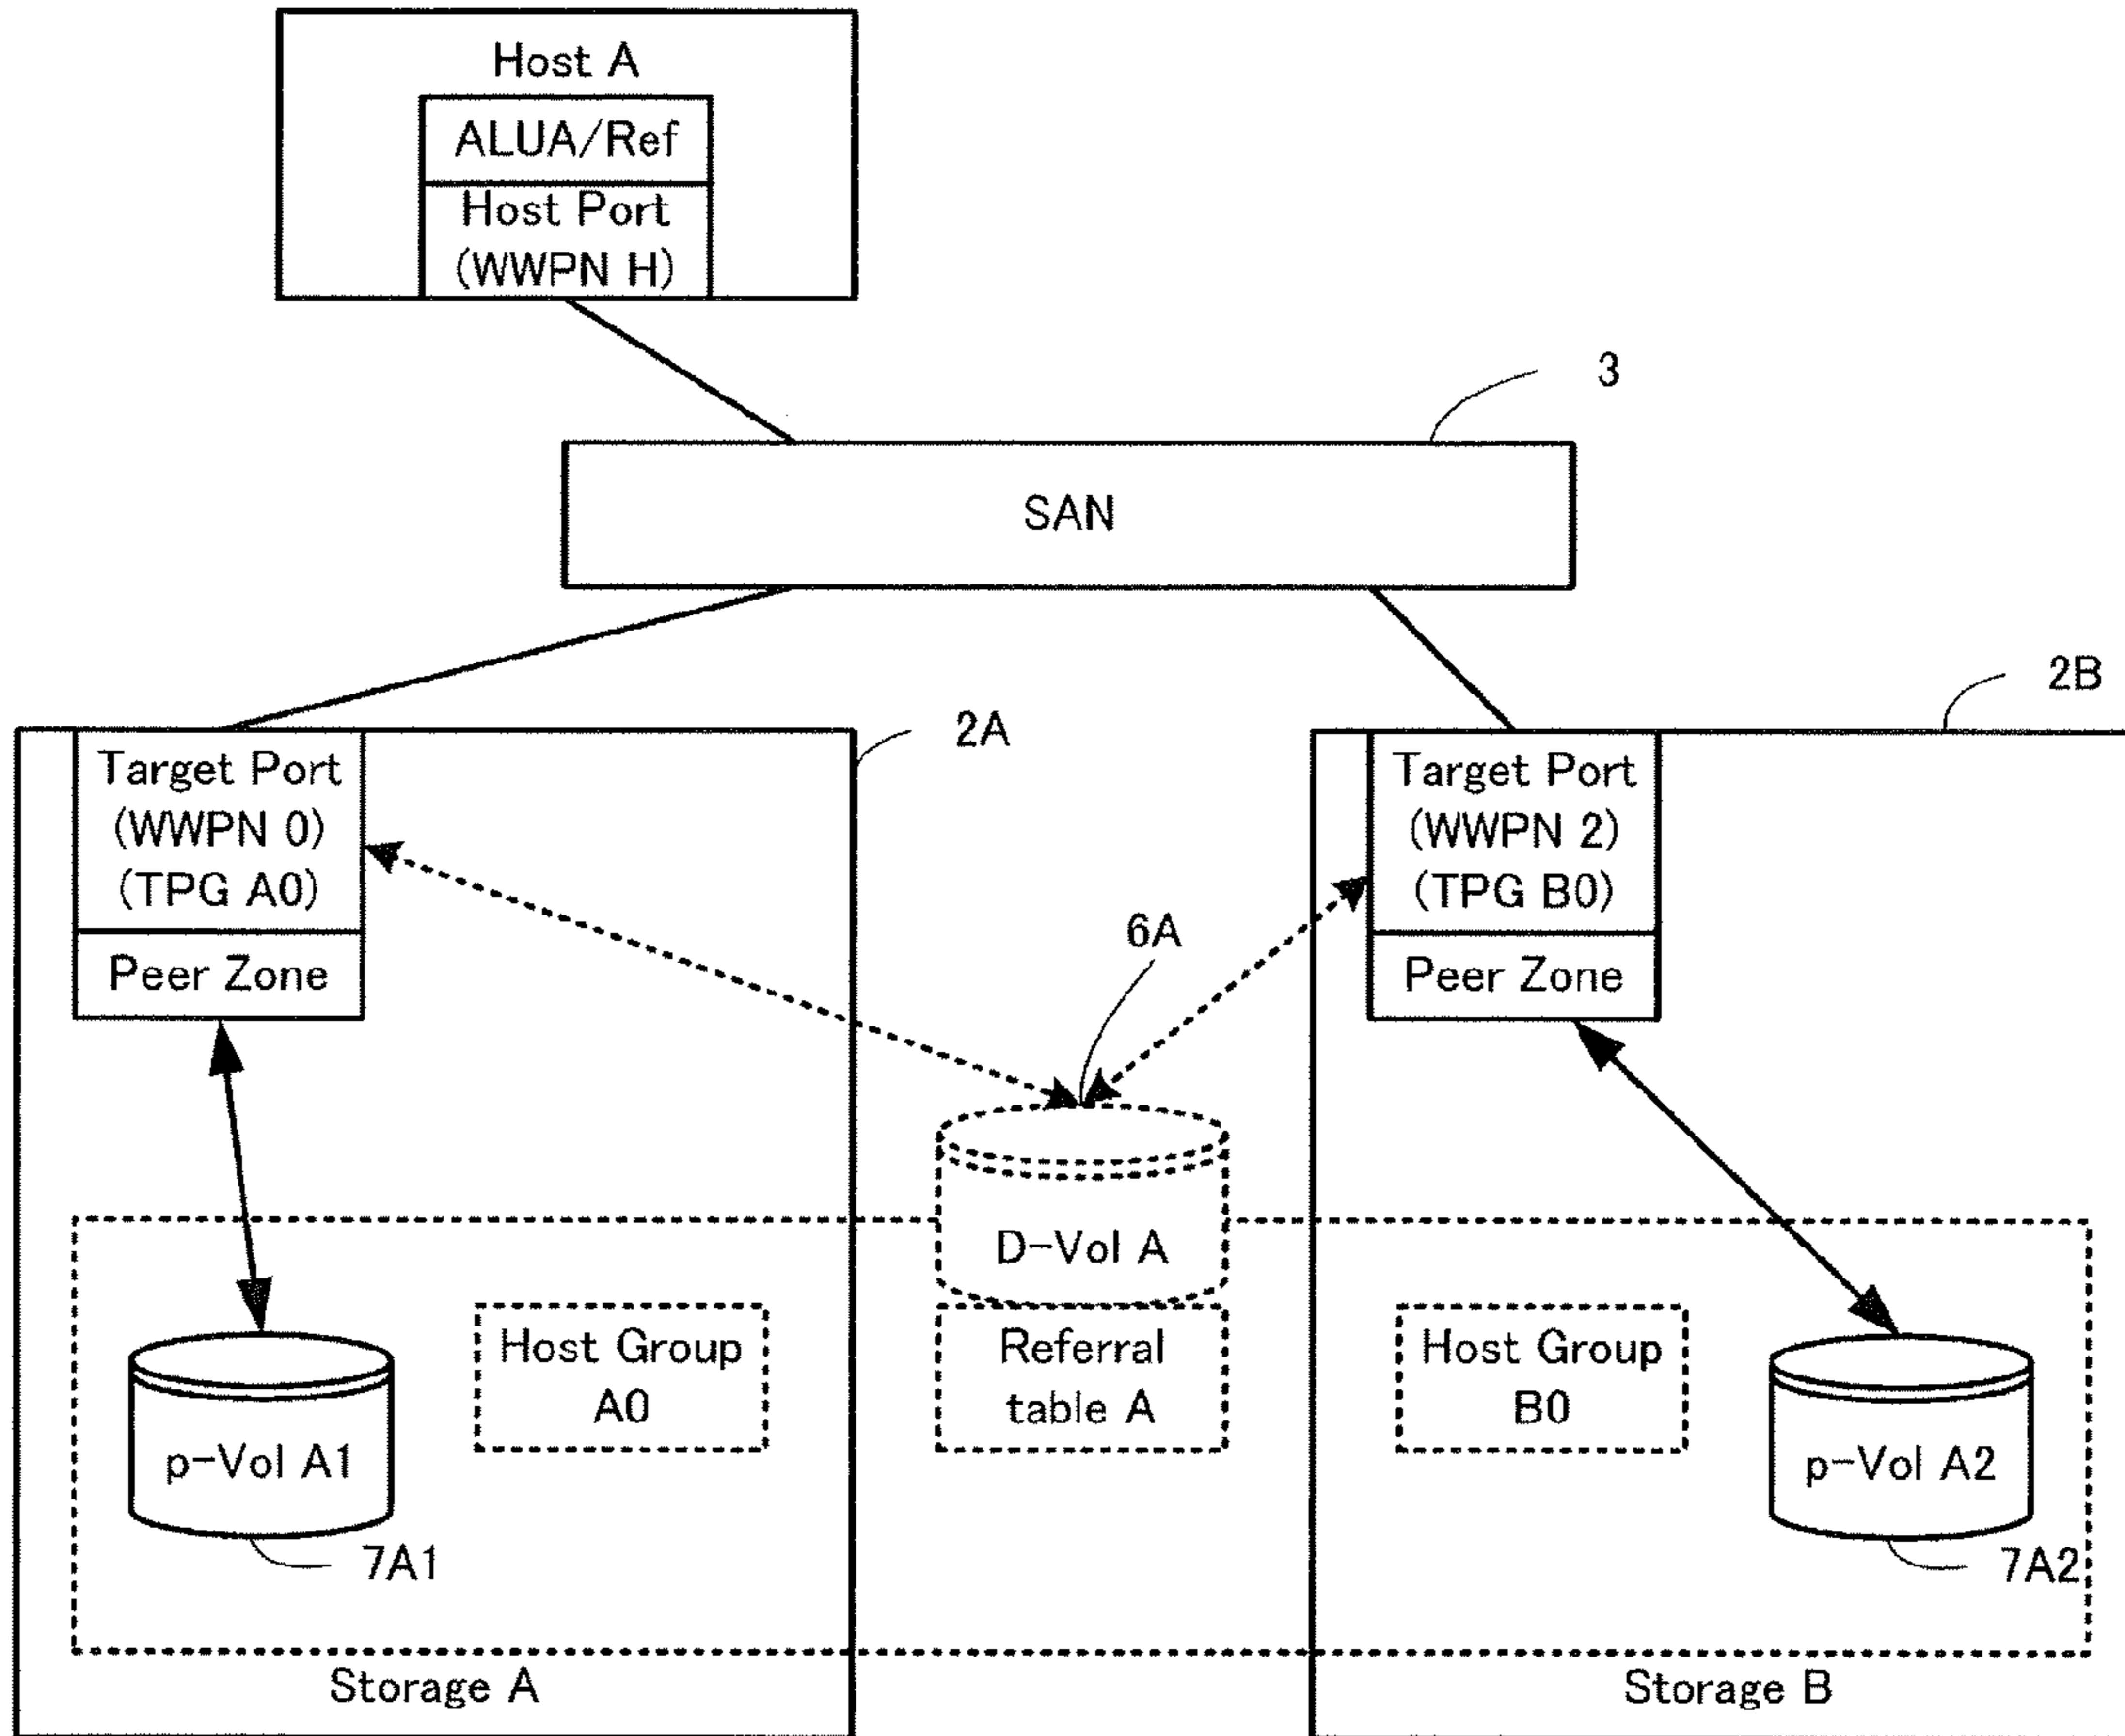 Host A
ALUA/Ref
Host Port
(WWPN H)
3
SAN
2A
2B
Target Port
(WWPN 0)
(TPG A0)
Peer Zone
Target Port
(WWPN 2)
(TPG B0)
Peer Zone
6A
D-Vol A
Host Group
A0
Referral
table A
Host Group
B0
p-Vol A1
p-Vol A2
7A1
7A2
Storage A
Storage B